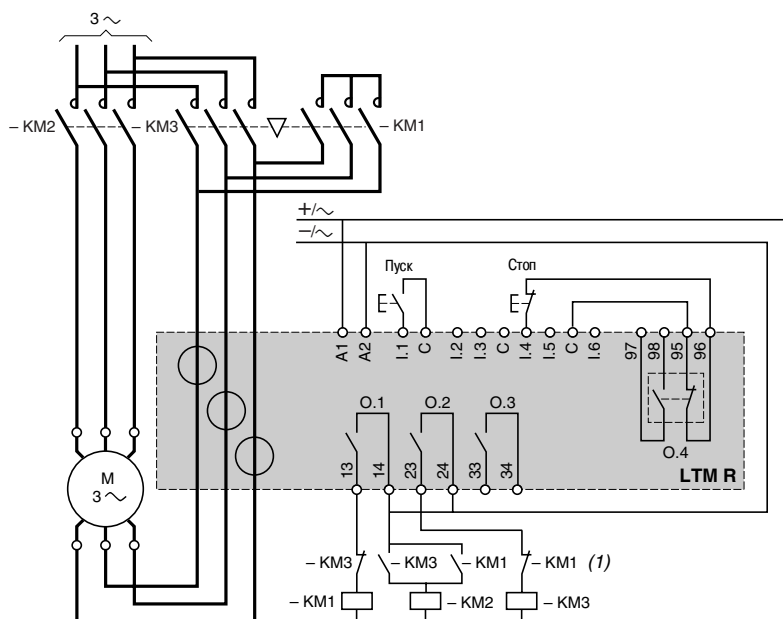 3 ∼
– KM2
– KM3
– KM1
+/∼
–/∼
Пуск
Стоп
A1
A2
I.1
C
I.2
I.3
C
I.4
I.5
C
I.6
97
98
95
96
O.1
O.2
O.3
O.4
13
14
23
24
33
34
LTM R
M
3 ∼
– KM3
– KM3
– KM1
– KM1 (1)
– KM1
– KM2
– KM3